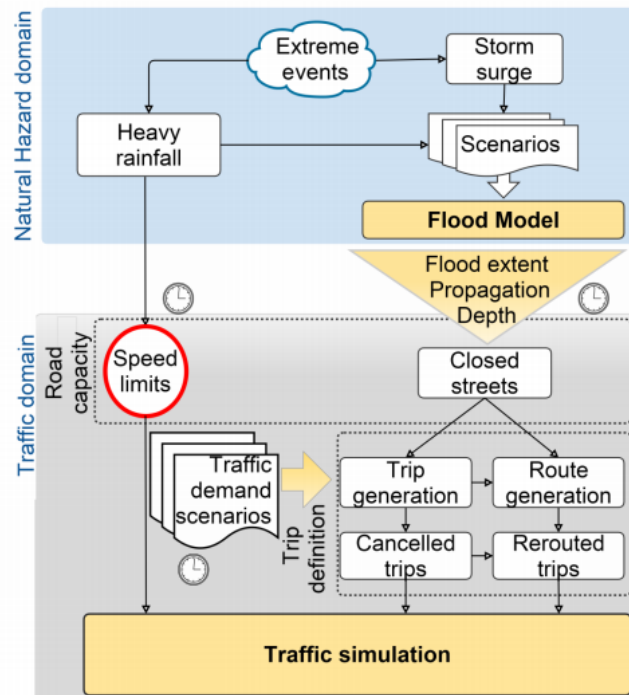 Natural Hazard domain
Extreme
events
Storm
surge
Heavy
rainfall
Scenarios
Flood Model
Flood extent
Propagation
Depth
Traffic domain
Road
capacity
Speed
limits
Closed
streets
Traffic
demand
scenarios
Trip
definition
Trip
generation
Route
generation
Cancelled
trips
Rerouted
trips
Traffic simulation